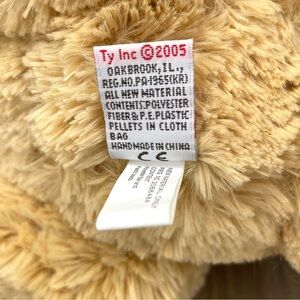 Ty Inc ©2005
OAKBROOK,IL.,
REG.NO.PA-1965(KR)
ALL NEW MATERIAL
CONTENTS:POLYESTER
FIBER & P.E.PLASTIC
PELLETS IN CLOTH
BAG
HANDMADE IN CHINA
CE